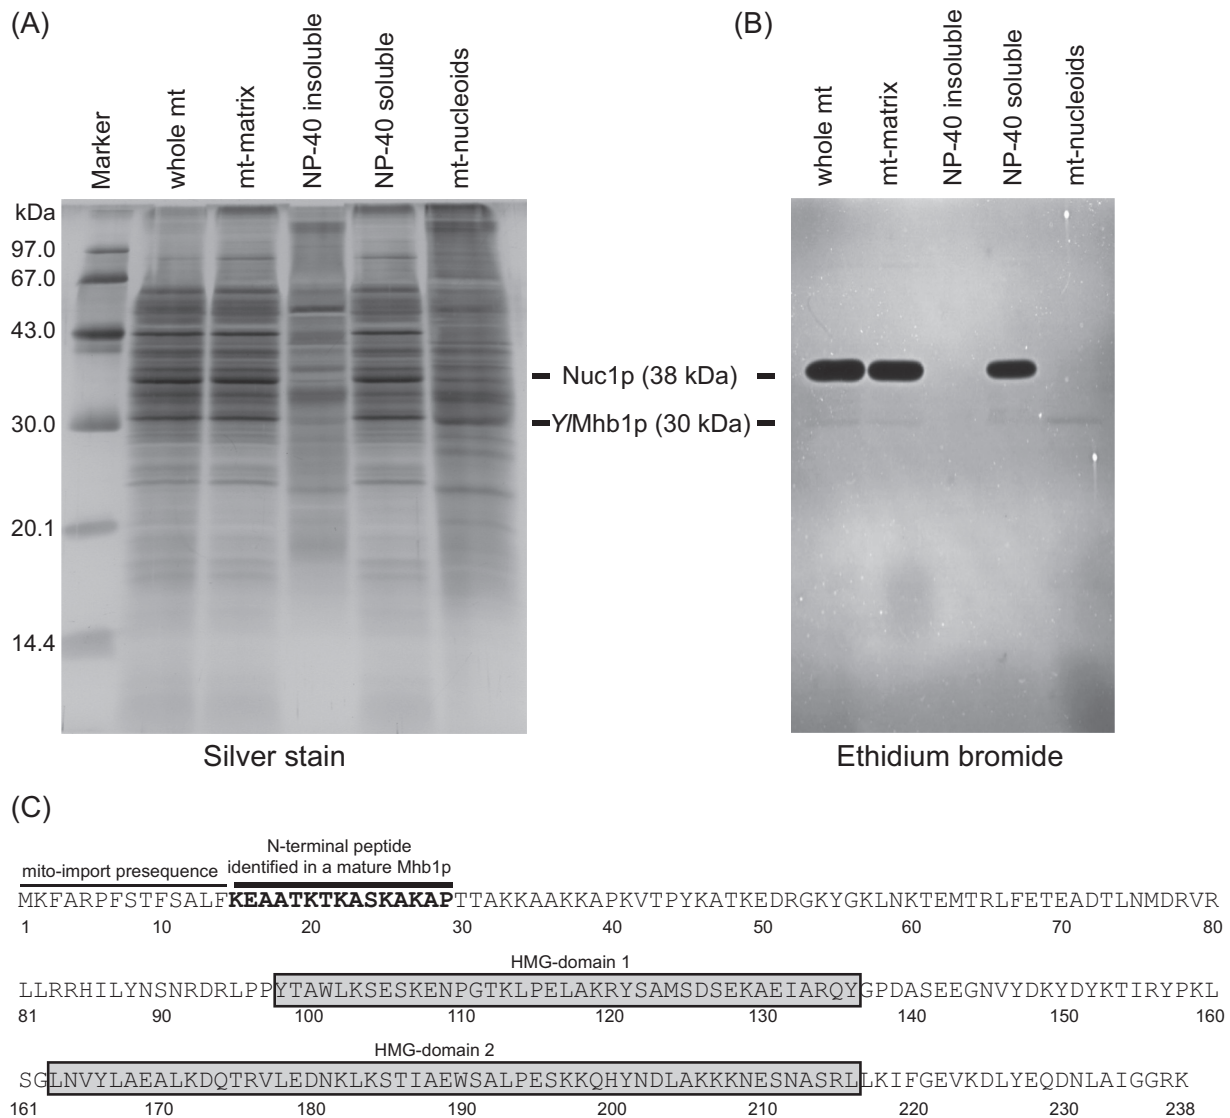 (A)
(B)
Marker
whole mt
mt-matrix
NP-40 insoluble
NP-40 soluble
mt-nucleoids
whole mt
mt-matrix
NP-40 insoluble
NP-40 soluble
mt-nucleoids
kDa
97.0
67.0
43.0
30.0
20.1
14.4
Nuc1p (38 kDa)
YlMhb1p (30 kDa)
Silver stain
Ethidium bromide
(C)
mito-import presequence
N-terminal peptide
identified in a mature Mhb1p
MKFARPFSTFSALFKEAATKTKASKAKAPTTAKKAAKKAPKVTPYKATKEDRGKYGKLNKTEMTRLFETEADTLNMDRVR
1 10 20 30 40 50 60 70 80
HMG-domain 1
LLRRHILYNSNRDRLPPYTAWLKSESKENPGTKLPELAKRYSAMSDSEKAEIARQYGPDASEEGNVYDKYDYKTIRYPKL
81 90 100 110 120 130 140 150 160
HMG-domain 2
SGLNVYLAEALKDQTRVLEDNKLKSTIAEWSALPESKKQHYNDLAKKKNESNASRLLKIFGEVKDLYEQDNLAIGGRK
161 170 180 190 200 210 220 230 238